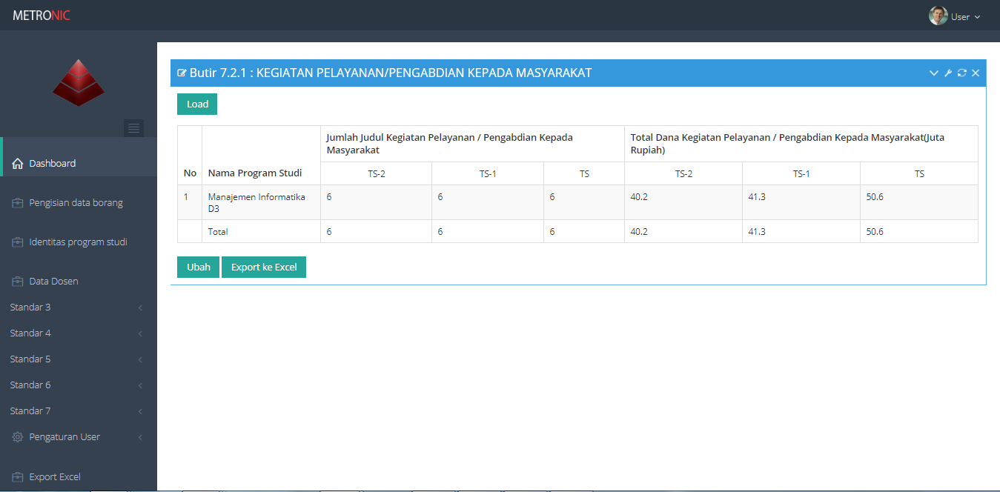 METRONIC
User
Butir 7.2.1 : KEGIATAN PELAYANAN/PENGABDIAN KEPADA MASYARAKAT
Load
Dashboard
Pengisian data borang
Identitas program studi
Data Dosen
Standar 3
Standar 4
Standar 5
Standar 6
Standar 7
Pengaturan User
Export Excel
No
Nama Program Studi
Jumlah Judul Kegiatan Pelayanan / Pengabdian Kepada
Masyarakat
Total Dana Kegiatan Pelayanan / Pengabdian Kepada Masyarakat(Juta
Rupiah)
TS-2 TS-1 TS TS-2 TS-1 TS
1 Manajemen Informatika 6 6 6 40.2 41.3 50.6
D3
Total 6 6 6 40.2 41.3 50.6
Ubah Export ke Excel